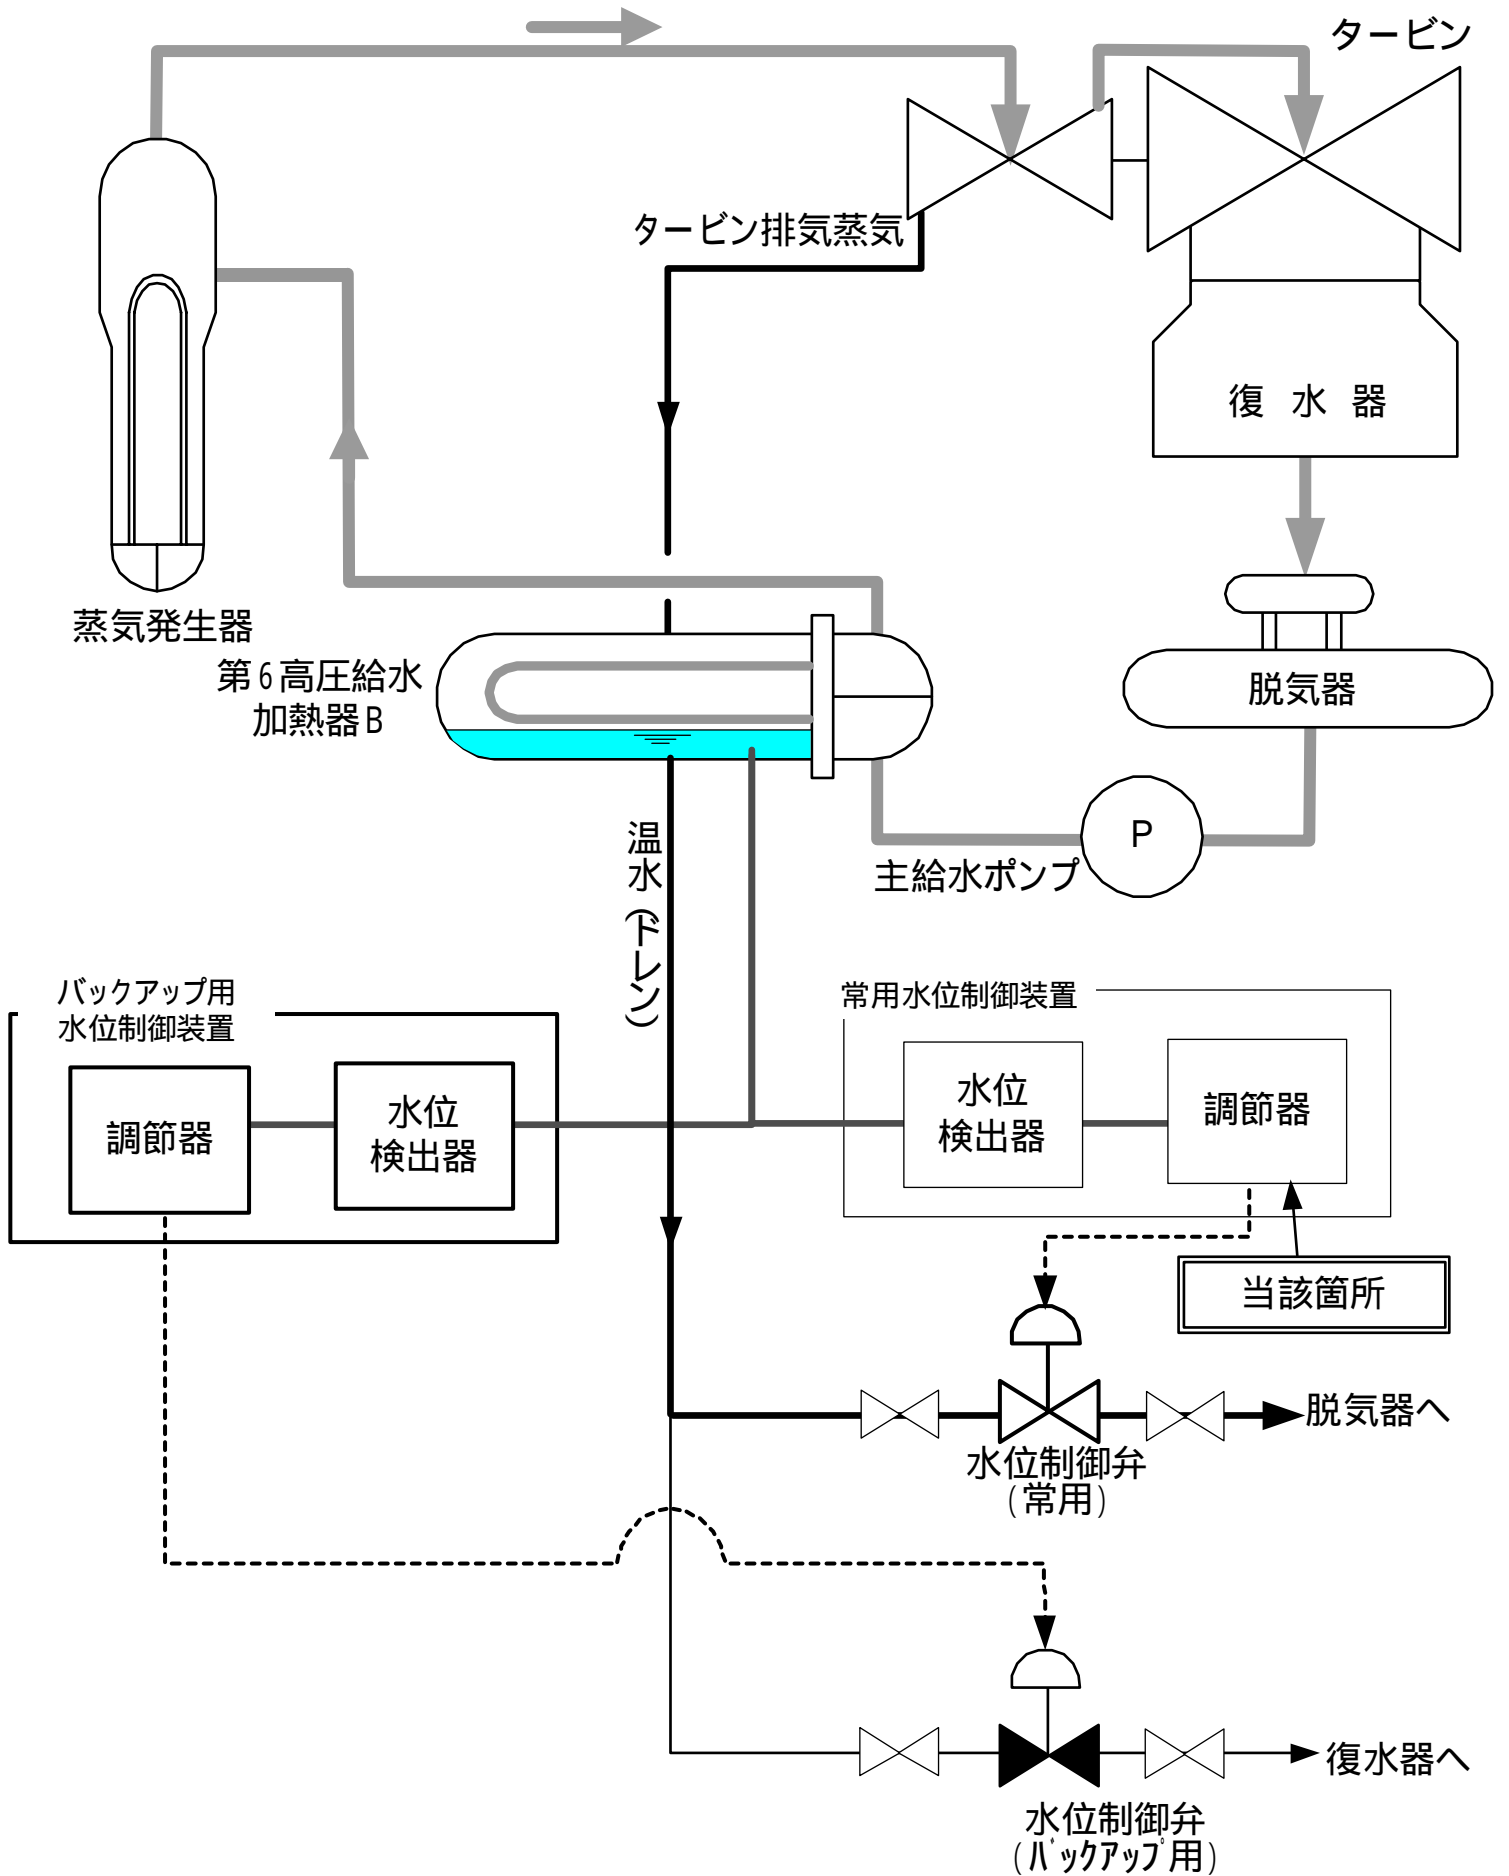 タービン
タービン排気蒸気
復水器
蒸気発生器
第6高圧給水
加熱器B
脱気器
P
主給水ポンプ
温水(ドレン)
バックアップ用
水位制御装置
調節器
水位
検出器
常用水位制御装置
水位
検出器
調節器
当該箇所
脱気器へ
水位制御弁
(常用)
復水器へ
水位制御弁
(バックアップ用)